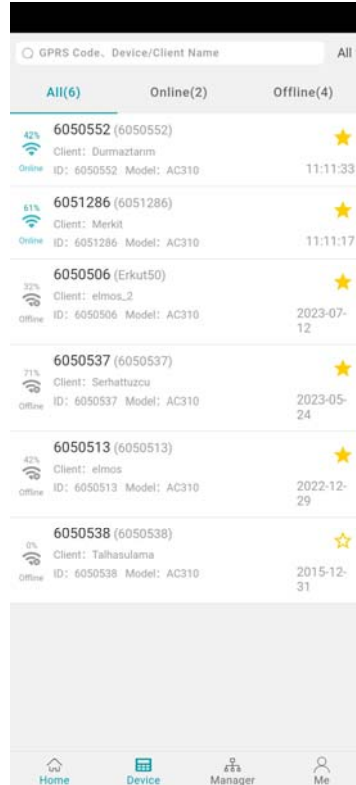 GPRS Code、Device/Client Name All
All(6) Online(2) Offline(4)
42% 6050552 (6050552)
Client: Durmaztarım
Online ID: 6050552 Model: AC310 11:11:33
61% 6051286 (6051286)
Client: Merkit
Online ID: 6051286 Model: AC310 11:11:17
32% 6050506 (Erkut50)
Client: elmos_2
Offline ID: 6050506 Model: AC310 2023-07-
12
71% 6050537 (6050537)
Client: Serhattuzcu
Offline ID: 6050537 Model: AC310 2023-05-
24
42% 6050513 (6050513)
Client: elmos
Offline ID: 6050513 Model: AC310 2022-12-
29
0% 6050538 (6050538)
Client: Talhasulama
Offline ID: 6050538 Model: AC310 2015-12-
31
Home Device Manager Me